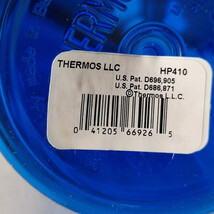 THERMOS LLC HP410
U.S. Pat. D696,905
U.S. Pat. D686,871
©Thermos L.L.C.
0 41205 66926 5